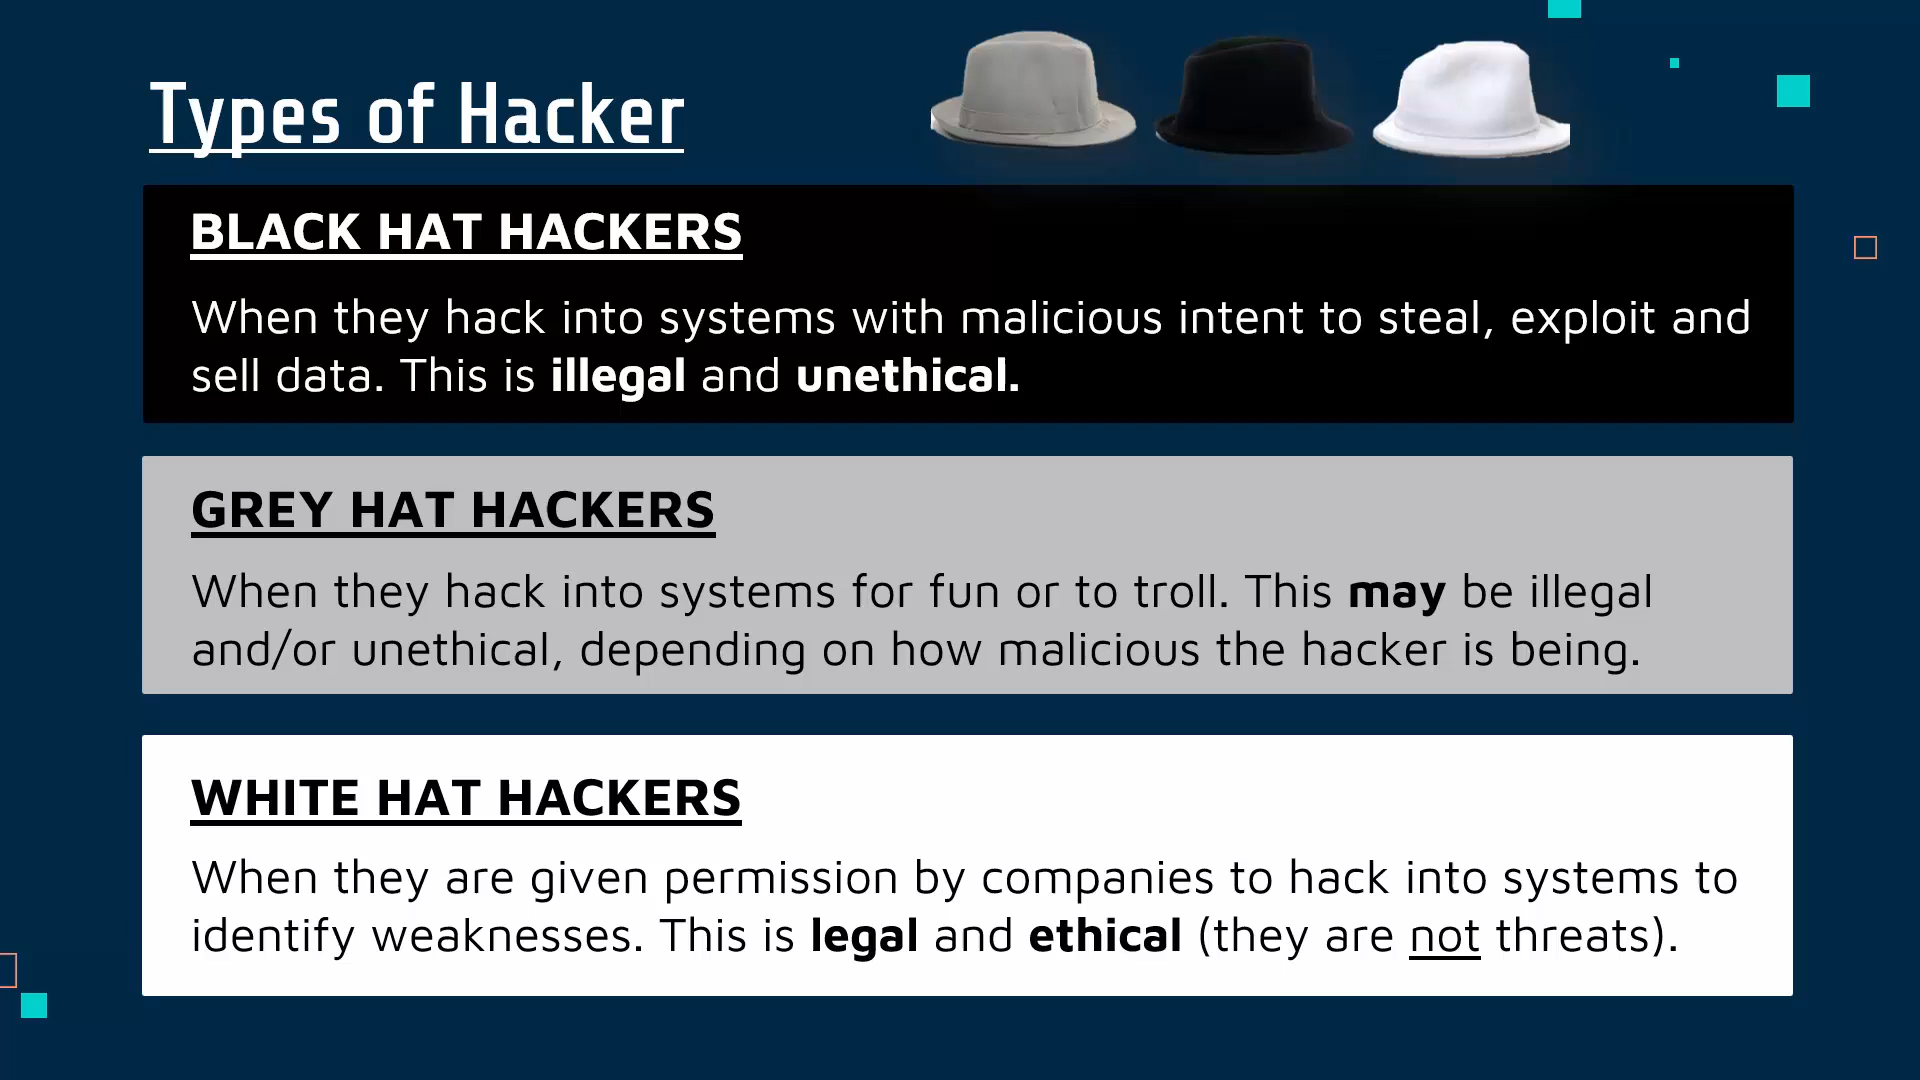 Types of Hacker
BLACK HAT HACKERS
When they hack into systems with malicious intent to steal, exploit and
sell data. This is illegal and unethical.
GREY HAT HACKERS
When they hack into systems for fun or to troll. This may be illegal
and/or unethical, depending on how malicious the hacker is being.
WHITE HAT HACKERS
When they are given permission by companies to hack into systems to
identify weaknesses. This is legal and ethical (they are not threats).